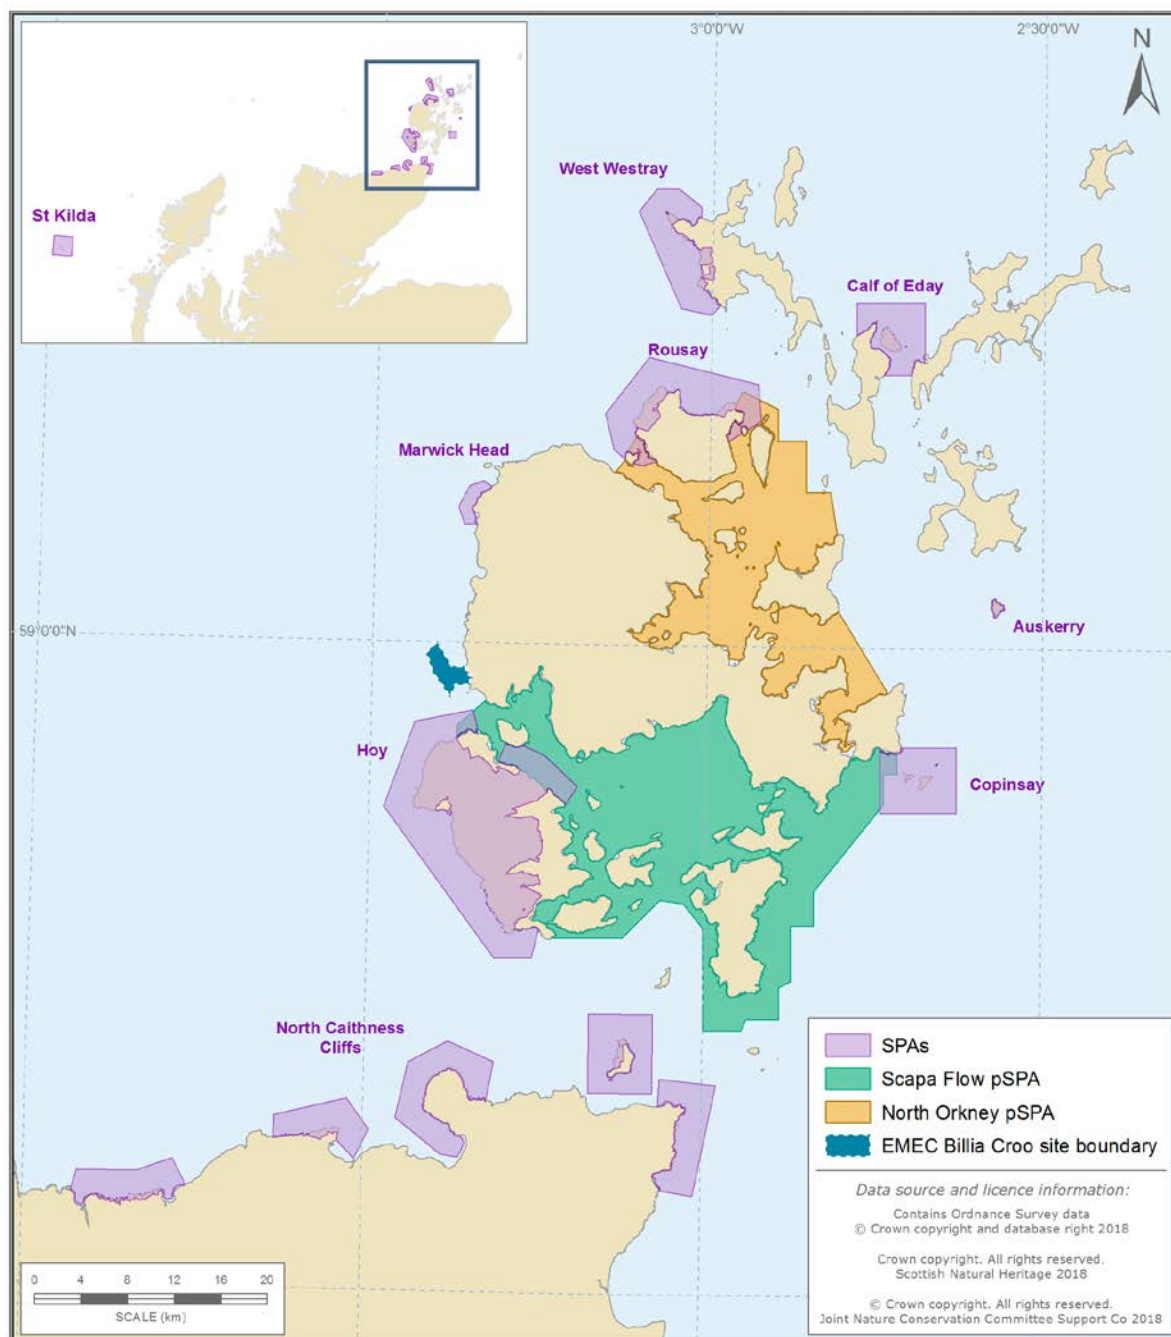 3°0'0"W
2°30'0"W
N
St Kilda
West Westray
Calf of Eday
Rousay
Marwick Head
Auskerry
59°0'0"N
Hoy
Copinsay
North Caithness
Cliffs
SPAs
Scapa Flow pSPA
North Orkney pSPA
EMEC Billia Croo site boundary
Data source and licence information:
Contains Ordnance Survey data
© Crown copyright and database right 2018
Crown copyright. All rights reserved.
Scottish Natural Heritage 2018
© Crown copyright. All rights reserved.
Joint Nature Conservation Committee Support Co 2018
0 4 8 12 16 20
SCALE (km)